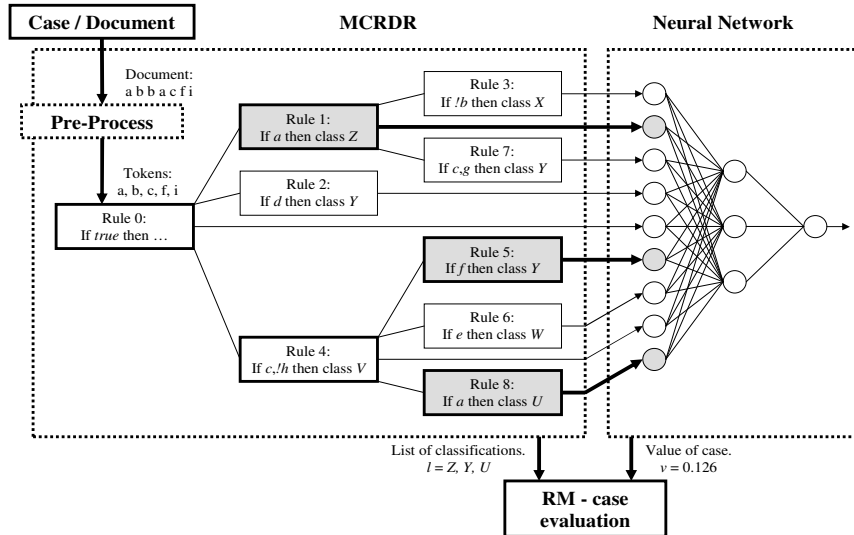 Case / Document
MCRDR
Neural Network
Document:
a b b a c f i
Pre-Process
Tokens:
a, b, c, f, i
Rule 0:
If true then ...
Rule 1:
If a then class Z
Rule 2:
If d then class Y
Rule 3:
If !b then class X
Rule 7:
If c,g then class Y
Rule 5:
If f then class Y
Rule 6:
If e then class W
Rule 4:
If c,!h then class V
Rule 8:
If a then class U
List of classifications.
l = Z, Y, U
Value of case.
v = 0.126
RM - case
evaluation